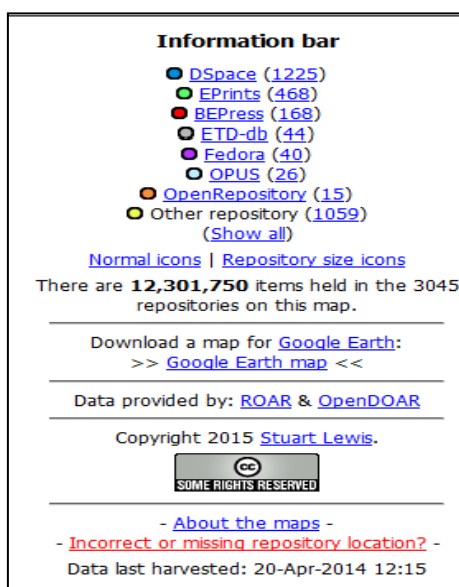 Information bar
DSpace (1225)
EPrints (468)
BEPress (168)
ETD-db (44)
Fedora (40)
OPUS (26)
OpenRepository (15)
Other repository (1059)
(Show all)
Normal icons | Repository size icons
There are 12,301,750 items held in the 3045
repositories on this map.
Download a map for Google Earth:
>> Google Earth map <<
Data provided by: ROAR & OpenDOAR
Copyright 2015 Stuart Lewis.
cc
SOME RIGHTS RESERVED
- About the maps -
- Incorrect or missing repository location? -
Data last harvested: 20-Apr-2014 12:15